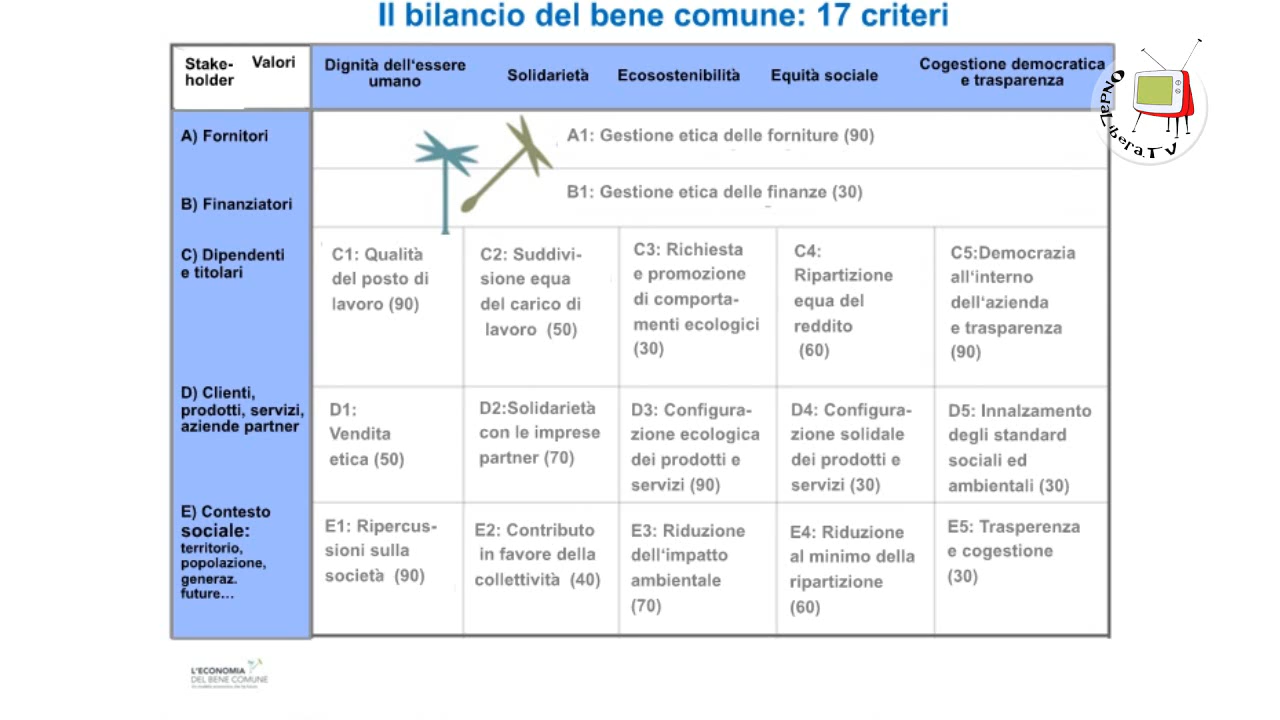 Il bilancio del bene comune: 17 criteri
Stake-
holder
Valori
Dignità dell'essere
umano
Solidarietà
Ecosostenibilità
Equità sociale
Cogestione democratica
e trasparenza
A) Fornitori
A1: Gestione etica delle forniture (90)
B) Finanziatori
B1: Gestione etica delle finanze (30)
C) Dipendenti
e titolari
C1: Qualità
del posto di
lavoro (90)
C2: Suddivi-
sione equa
del carico di
lavoro (50)
C3: Richiesta
e promozione
di comporta-
menti ecologici
(30)
C4:
Ripartizione
equa del
reddito
(60)
C5:Democrazia
all'interno
dell'azienda
e trasparenza
(90)
D) Clienti,
prodotti, servizi,
aziende partner
D1:
Vendita
etica (50)
D2:Solidarietà
con le imprese
partner (70)
D3: Configura-
zione ecologica
dei prodotti e
servizi (90)
D4: Configura-
zione solidale
dei prodotti e
servizi (30)
D5: Innalzamento
degli standard
sociali ed
ambientali (30)
E) Contesto
sociale:
territorio,
popolazione,
generaz.
future...
E1: Ripercus-
sioni sulla
società (90)
E2: Contributo
in favore della
collettività (40)
E3: Riduzione
dell'impatto
ambientale
(70)
E4: Riduzione
al minimo della
ripartizione
(60)
E5: Trasperenza
e cogestione
(30)
L'ECONOMIA
DEL BENE COMUNE